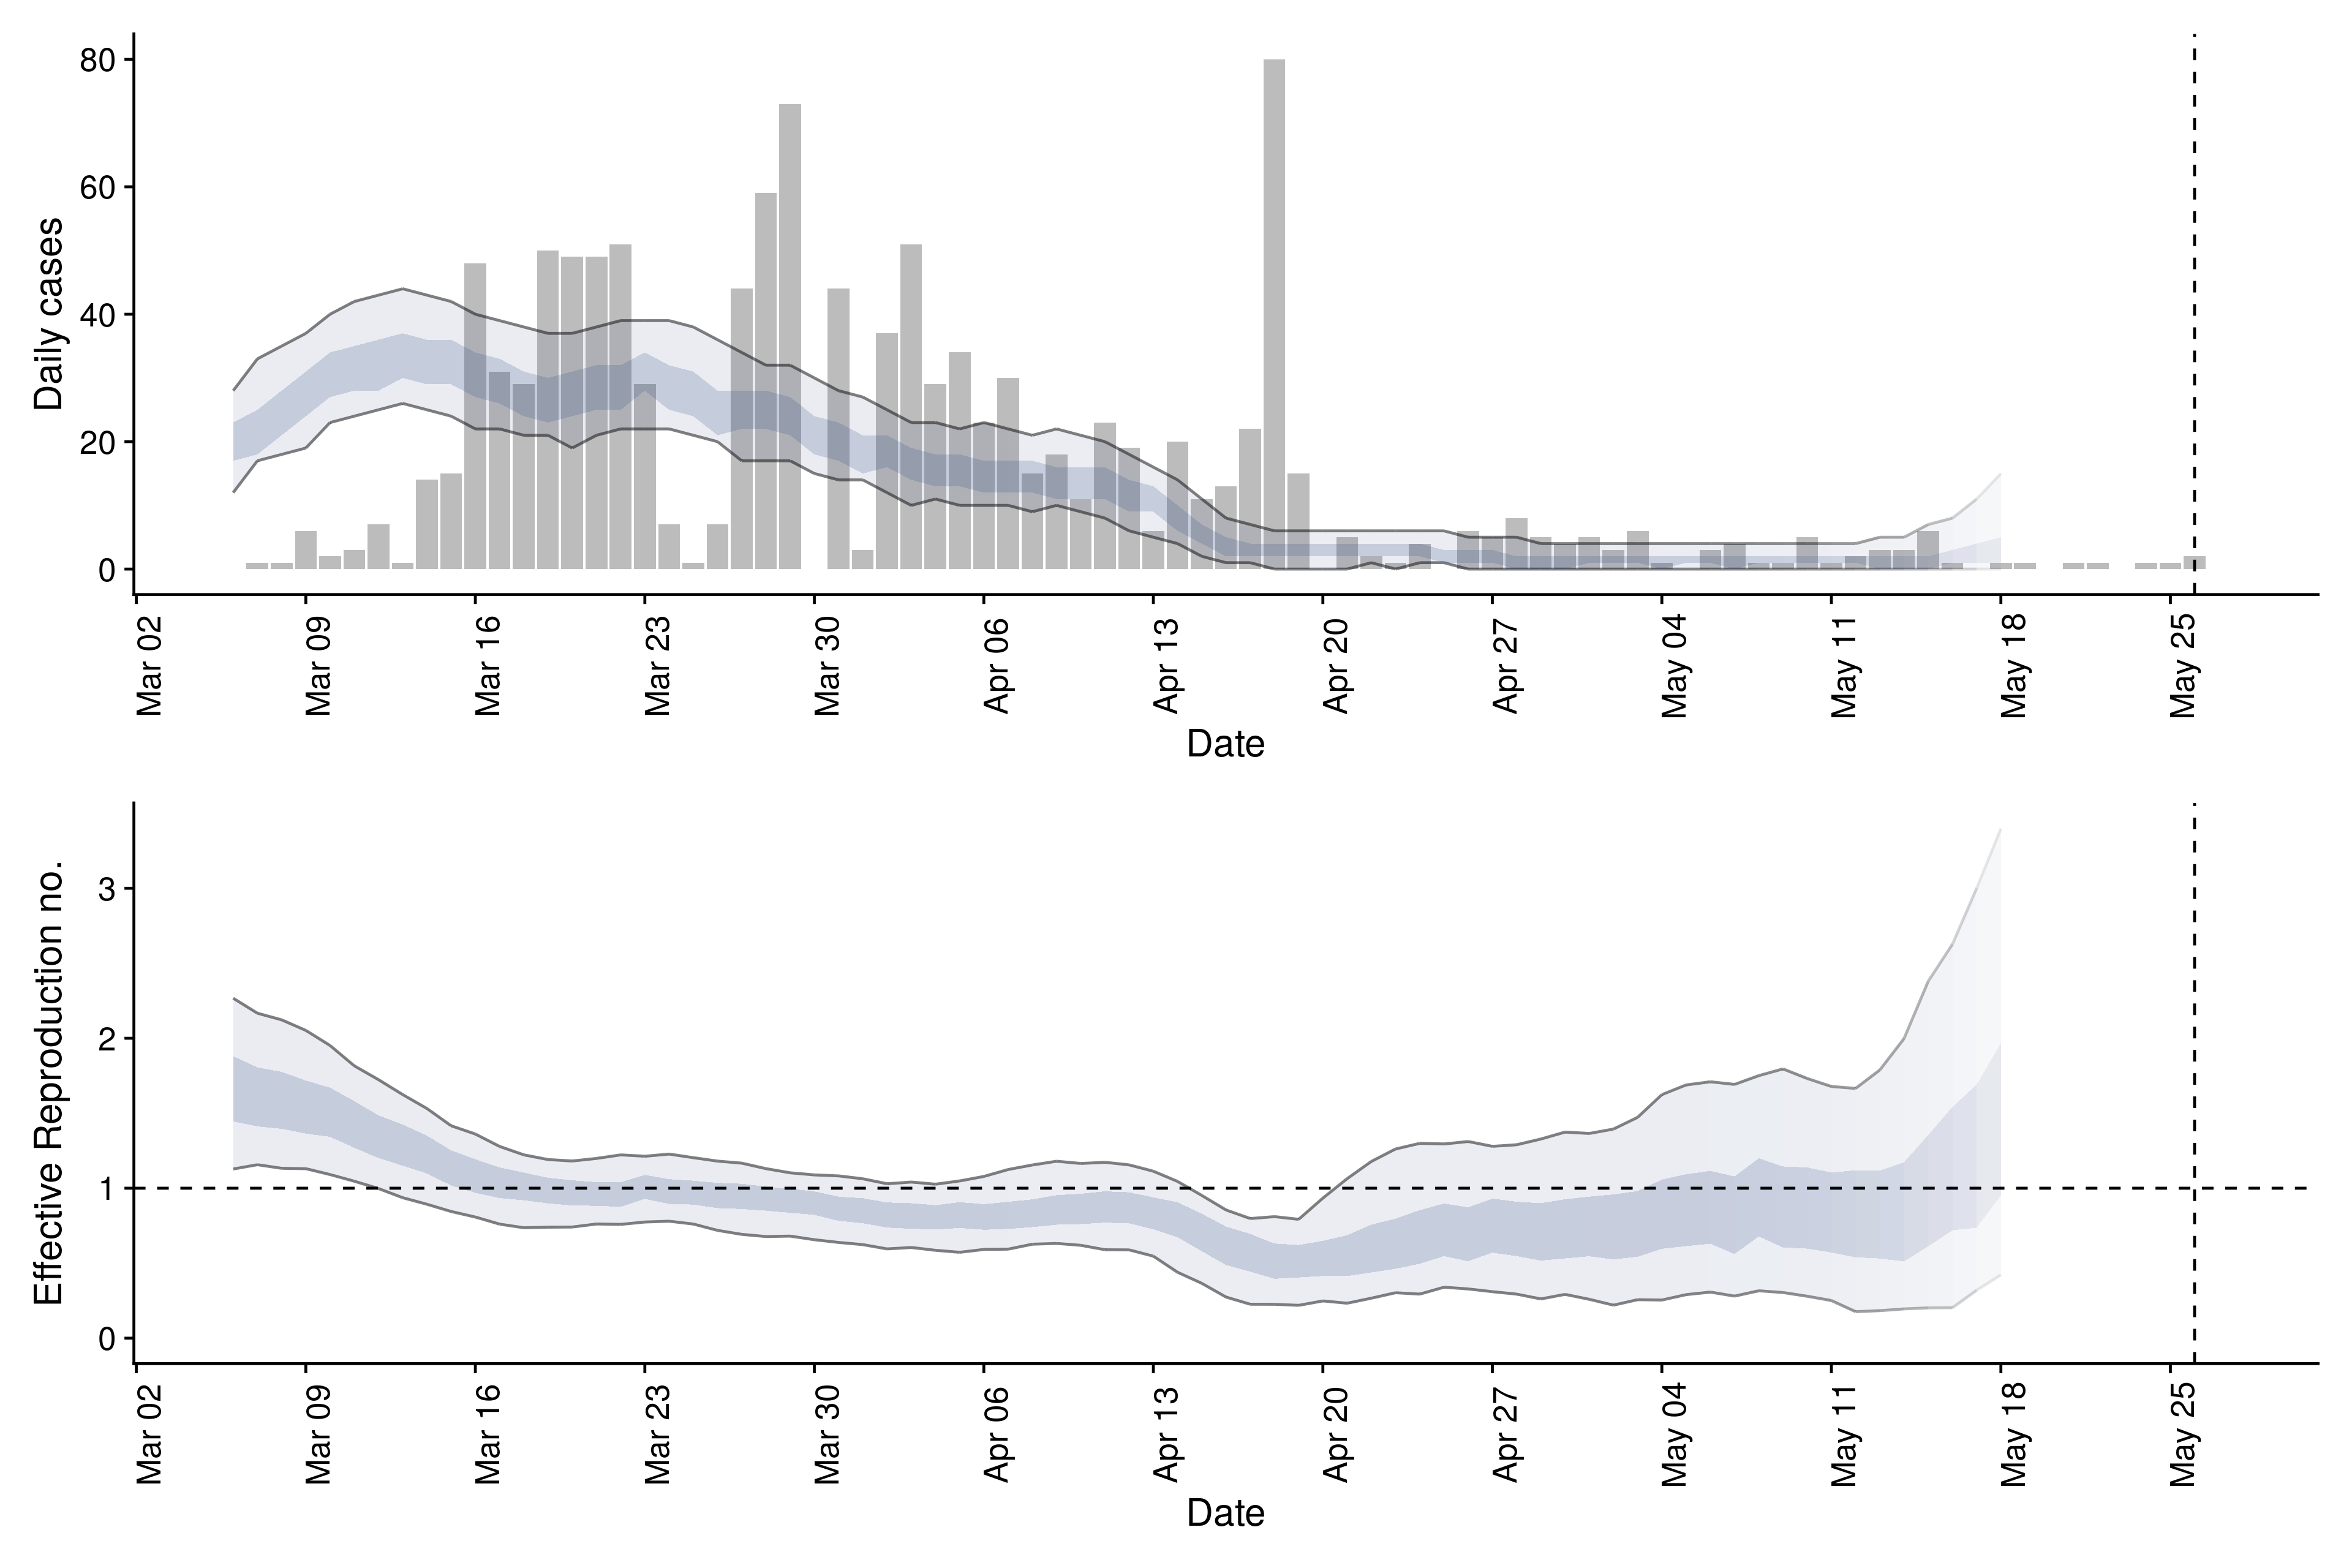 Daily cases
80
60
40
20
0
Mar 02
Mar 09
Mar 16
Mar 23
Mar 30
Apr 06
Apr 13
Apr 20
Apr 27
May 04
May 11
May 18
May 25
Date
Effective Reproduction no.
3
2
1
0
Mar 02
Mar 09
Mar 16
Mar 23
Mar 30
Apr 06
Apr 13
Apr 20
Apr 27
May 04
May 11
May 18
May 25
Date